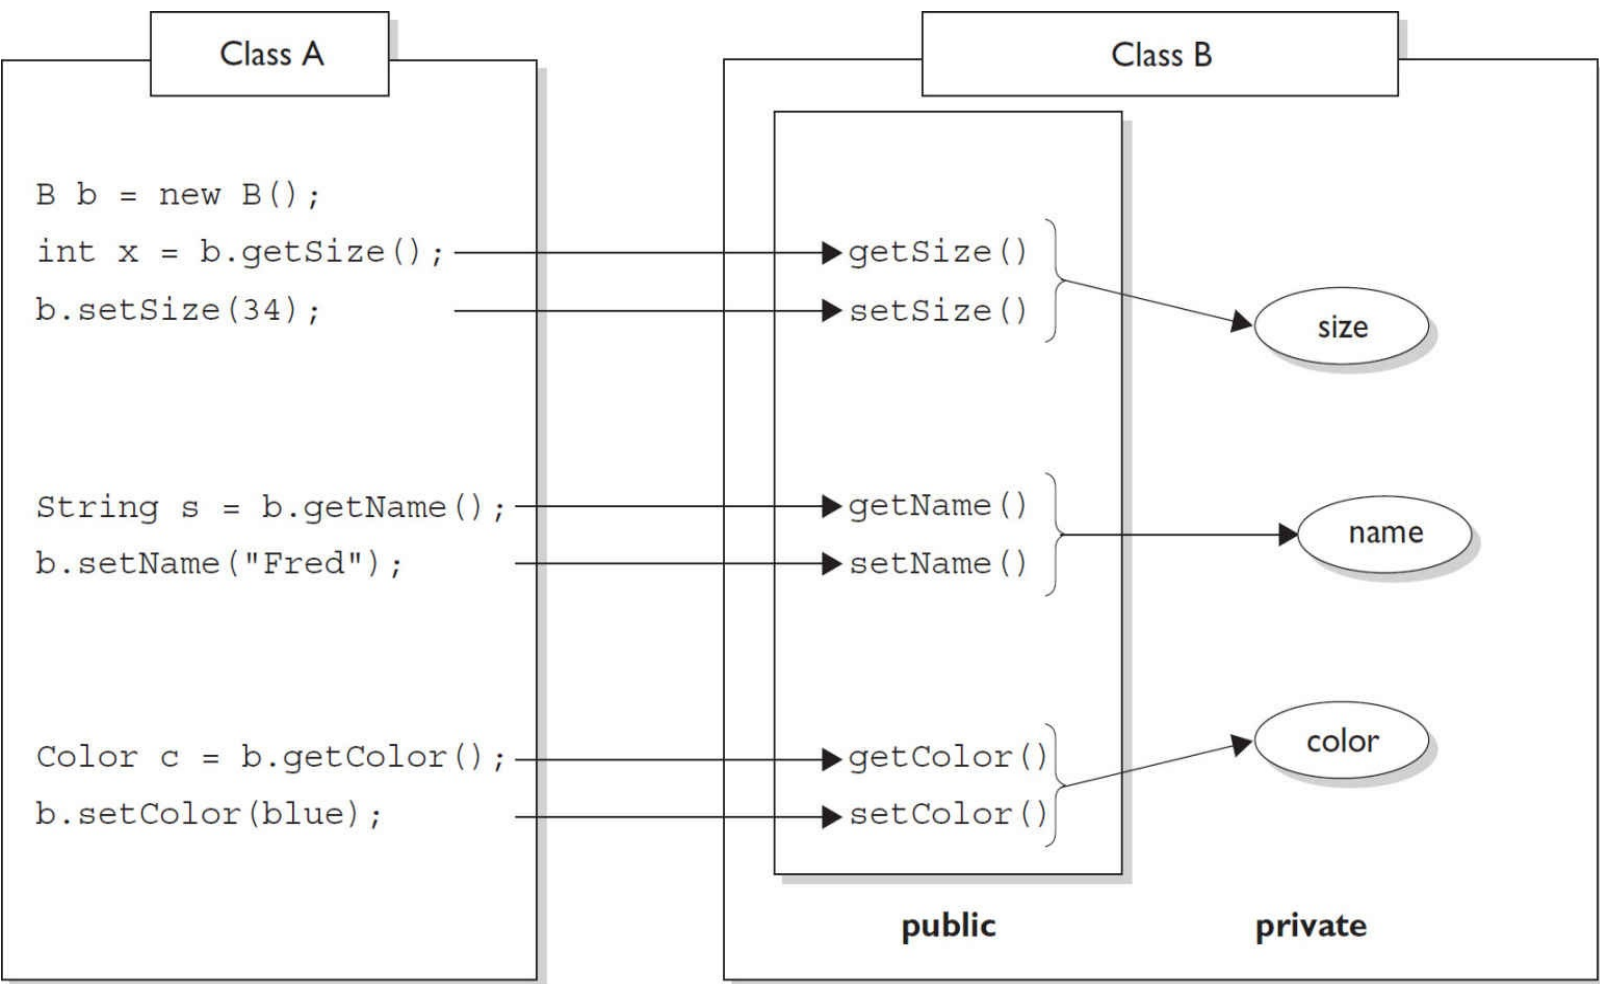 Class A
B b = new B();
int x = b.getSize();
b.setSize(34);
String s = b.getName();
b.setName("Fred");
Color c = b.getColor();
b.setColor(blue);
Class B
getSize()
setSize()
getName()
setName()
getColor()
setColor()
public
size
name
color
private